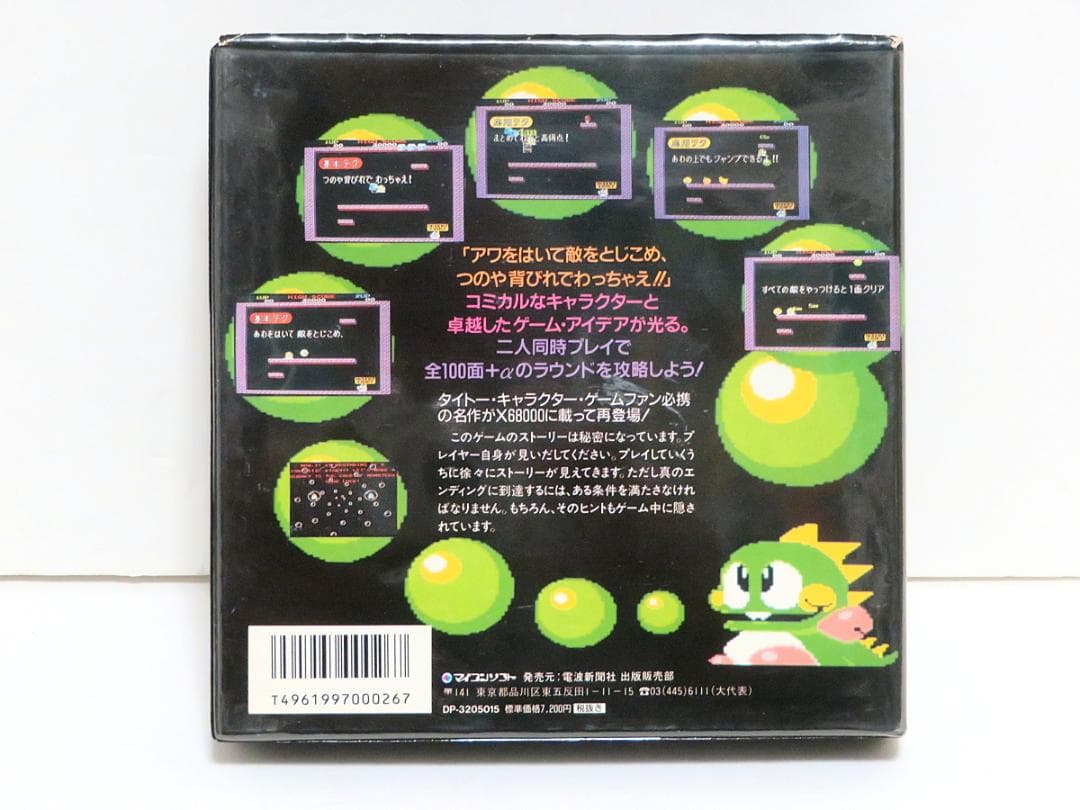 1UP HIGH SCORE 2UP
基本テク
つのや背びれで わっちゃえ!
応用テク
まとめてわると高得点!
応用テク
あわの上でもジャンプできるよ!!
基本テク
あわをはいて 敵をとじこめ、
すべての敵をやっつけると1面クリア
「アワをはいて敵をとじこめ、
つのや背びれでわっちゃえ!!」
コミカルなキャラクターと
卓越したゲーム・アイデアが光る。
二人同時プレイで
全100面+αのラウンドを攻略しよう!
タイトー・キャラクター・ゲームファン必携
の名作がX68000に載って再登場!
このゲームのストーリーは秘密になっています。プ
レイヤー自身が見いだしてください。プレイしていくう
ちに徐々にストーリーが見えてきます。ただし真のエ
ンディングに到達するには、ある条件を満たさなけれ
ばなりません。もちろん、そのヒントもゲーム中に隠さ
れています。
マイコンソフト 発売元:電波新聞社 出版販売部
〒141 東京都品川区東五反田1-11-15 ☎03(445)6111(大代表)
DP-3205015 標準価格7,200円 税抜き
T4961997000267